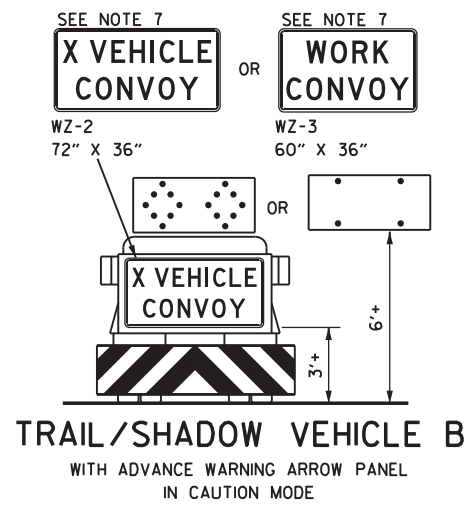 SEE NOTE 7
X VEHICLE
CONVOY
WZ-2
72" X 36"
OR
SEE NOTE 7
WORK
CONVOY
WZ-3
60" X 36"
OR
X VEHICLE
CONVOY
3'+
6'+
TRAIL/SHADOW VEHICLE B
WITH ADVANCE WARNING ARROW PANEL
IN CAUTION MODE